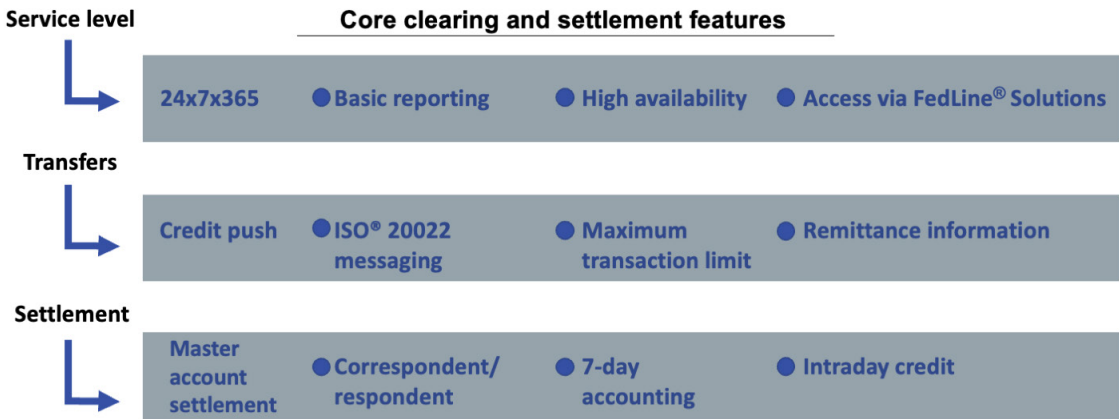 Service level
Core clearing and settlement features
24x7x365 ● Basic reporting ● High availability ● Access via FedLine® Solutions
Transfers
Credit push ● ISO® 20022 messaging ● Maximum transaction limit ● Remittance information
Settlement
Master account settlement ● Correspondent/ respondent ● 7-day accounting ● Intraday credit